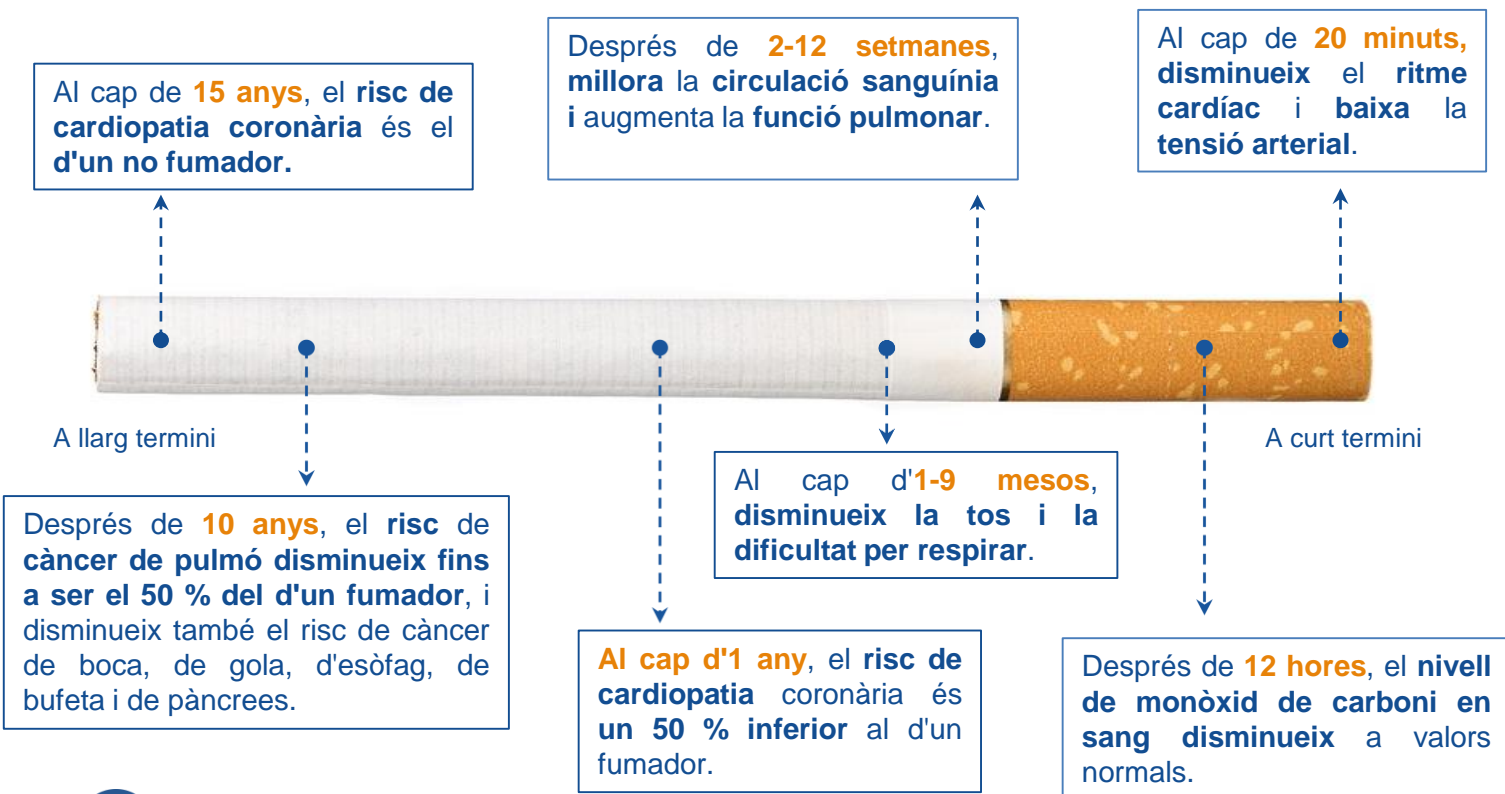 Al cap de 15 anys, el risc de
cardiopatia coronària és el
d'un no fumador.
Després de 2-12 setmanes,
millora la circulació sanguínia
i augmenta la funció pulmonar.
Al cap de 20 minuts,
disminueix el ritme
cardíac i baixa la
tensió arterial.
A llarg termini
A curt termini
Després de 10 anys, el risc de
càncer de pulmó disminueix fins
a ser el 50 % del d'un fumador, i
disminueix també el risc de càncer
de boca, de gola, d'esòfag, de
bufeta i de pàncrees.
Al cap d'1 any, el risc de
cardiopatia coronària és
un 50 % inferior al d'un
fumador.
Al cap d'1-9 mesos,
disminueix la tos i la
dificultat per respirar.
Després de 12 hores, el nivell
de monòxid de carboni en
sang disminueix a valors
normals.